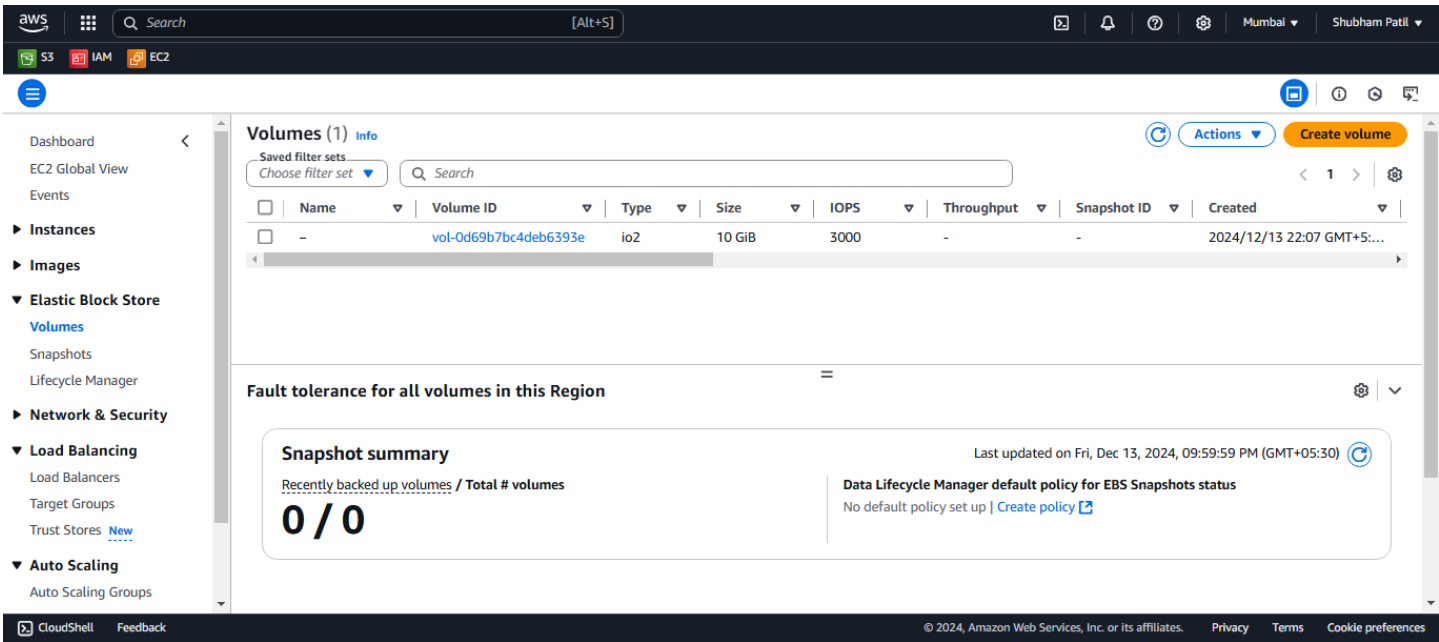 aws Search [Alt+S] Mumbai Shubham Patil
S3 IAM EC2
Dashboard
EC2 Global View
Events
Instances
Images
Elastic Block Store
Volumes
Snapshots
Lifecycle Manager
Network & Security
Load Balancing
Load Balancers
Target Groups
Trust Stores New
Auto Scaling
Auto Scaling Groups
Volumes (1) Info Actions Create volume
Saved filter sets
Choose filter set Search 1
Name Volume ID Type Size IOPS Throughput Snapshot ID Created
– vol-0d69b7bc4deb6393e io2 10 GiB 3000 - - 2024/12/13 22:07 GMT+5:...
Fault tolerance for all volumes in this Region
Snapshot summary Last updated on Fri, Dec 13, 2024, 09:59:59 PM (GMT+05:30)
Recently backed up volumes / Total # volumes
0 / 0
Data Lifecycle Manager default policy for EBS Snapshots status
No default policy set up | Create policy
CloudShell Feedback © 2024, Amazon Web Services, Inc. or its affiliates. Privacy Terms Cookie preferences